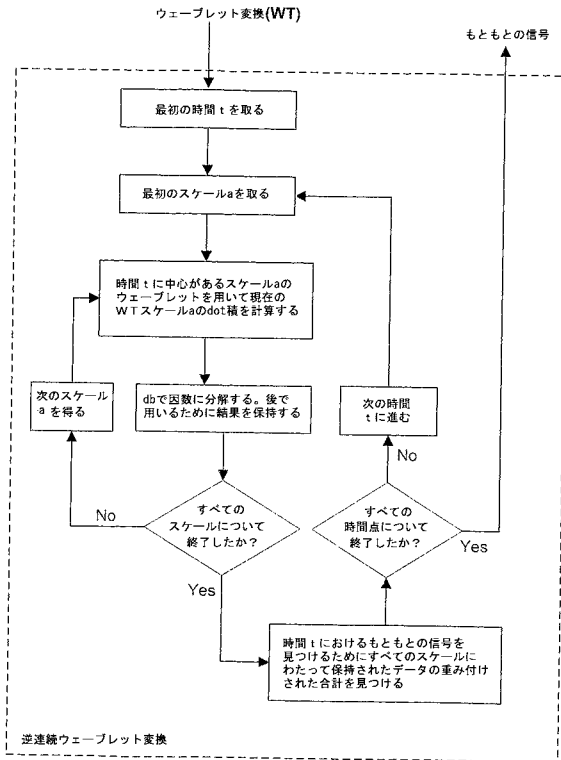 ウェーブレット変換(WT)
もともとの信号
最初の時間 t を取る
最初のスケールaを取る
時間 t に中心があるスケールaの
ウェーブレットを用いて現在の
WTスケールaのdot積を計算する
次のスケール
a を得る
dbで因数に分解する。後で
用いるために結果を保持する
次の時間
t に進む
No
No
すべての
スケールについて
終了したか？
すべての
時間点について
終了したか？
Yes
Yes
時間 t におけるもともとの信号を
見つけるためにすべてのスケールに
わたって保持されたデータの重み付け
された合計を見つける
逆連続ウェーブレット変換